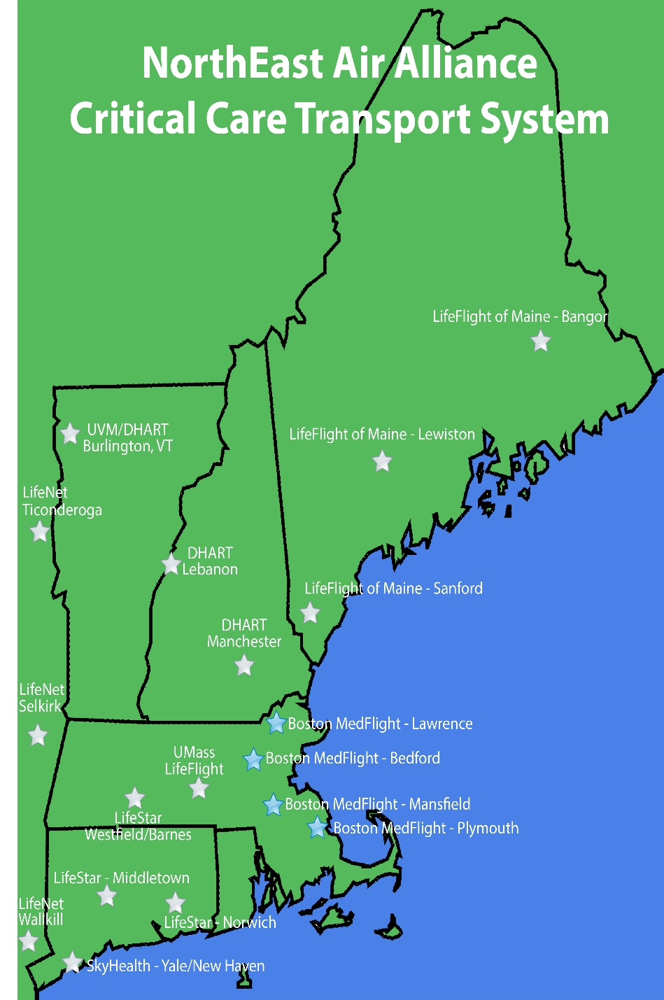 NorthEast Air Alliance
Critical Care Transport System
LifeFlight of Maine - Bangor
UVM/DHART
Burlington, VT
LifeFlight of Maine - Lewiston
LifeNet
Ticonderoga
DHART
Lebanon
LifeFlight of Maine - Sanford
DHART
Manchester
LifeNet
Selkirk
Boston MedFlight - Lawrence
UMass
LifeFlight
Boston MedFlight - Bedford
Boston MedFlight - Mansfield
LifeStar
Westfield/Barnes
Boston MedFlight - Plymouth
LifeStar - Middletown
LifeNet
Wallkill
LifeStar - Norwich
SkyHealth - Yale/New Haven